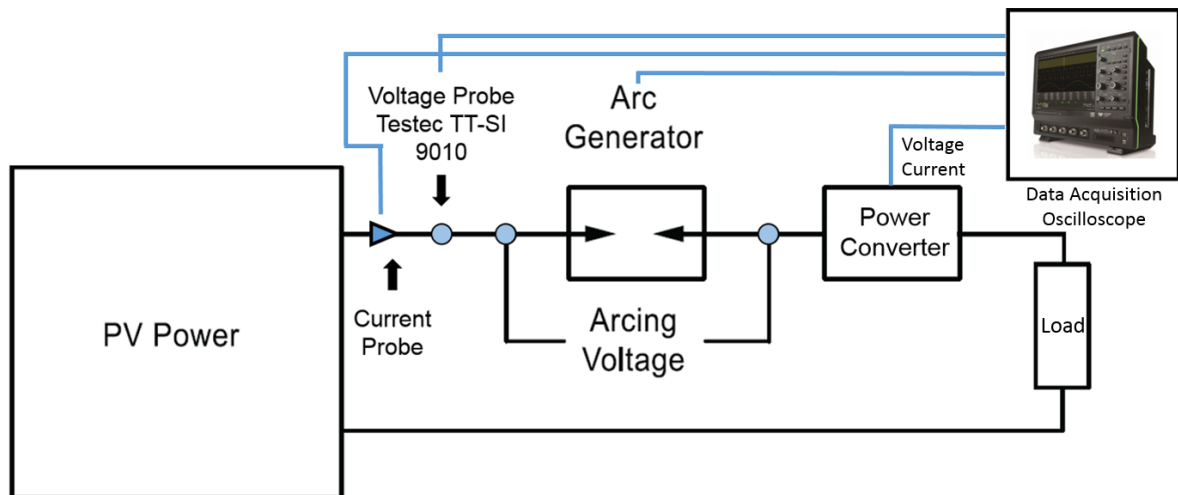 Voltage Probe
Testec TT-SI
9010
Arc
Generator
Voltage
Current
Data Acquisition
Oscilloscope
PV Power
Current
Probe
Arcing
Voltage
Power
Converter
Load